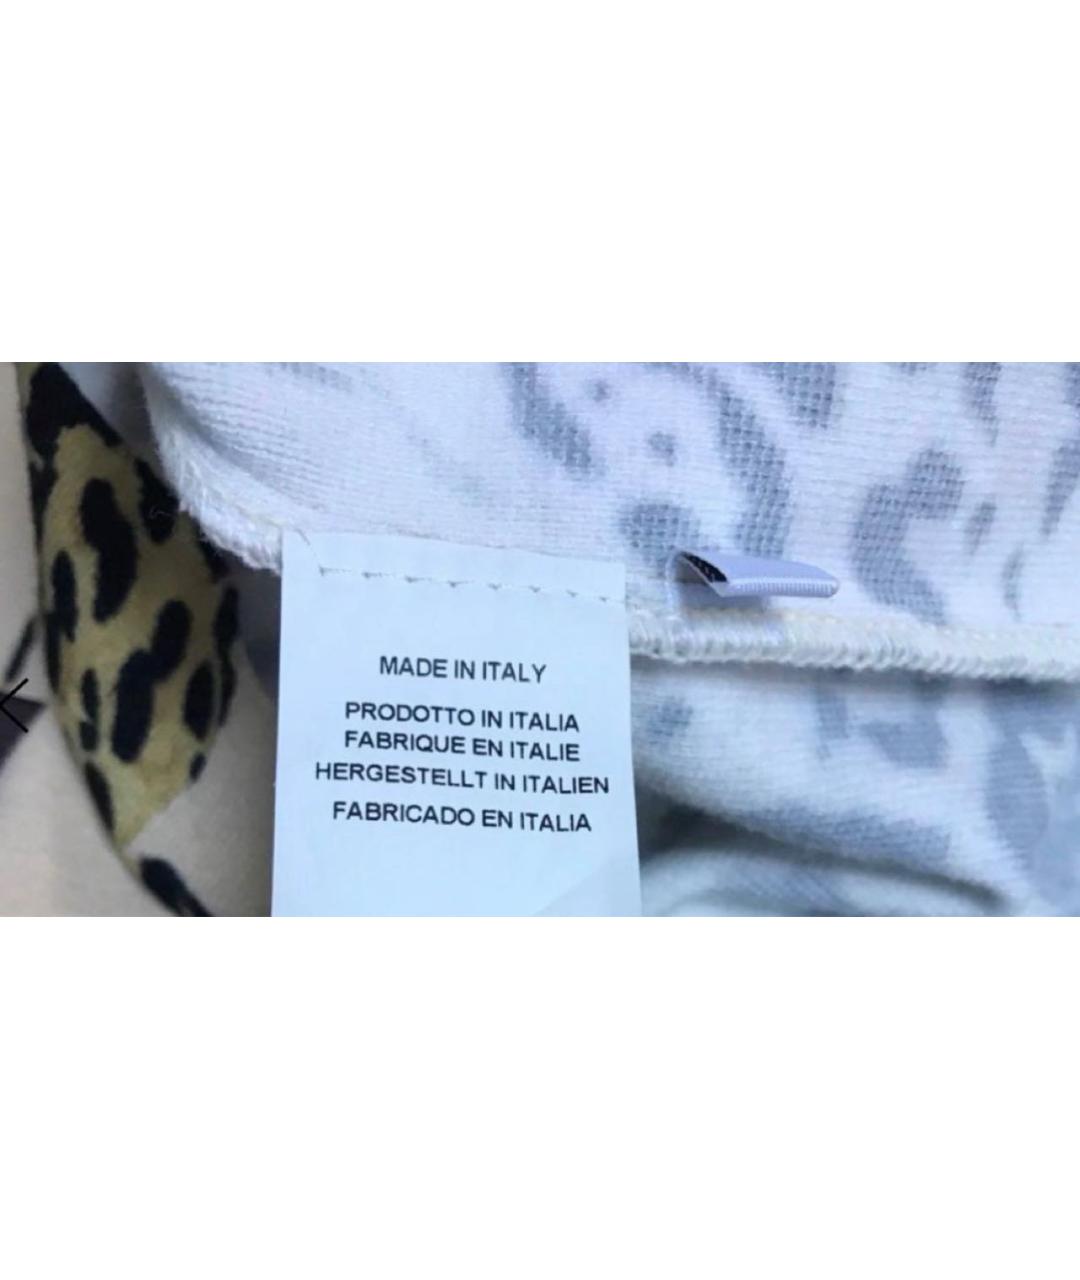 MADE IN ITALY
PRODOTTO IN ITALIA
FABRIQUE EN ITALIE
HERGESTELLT IN ITALIEN
FABRICADO EN ITALIA